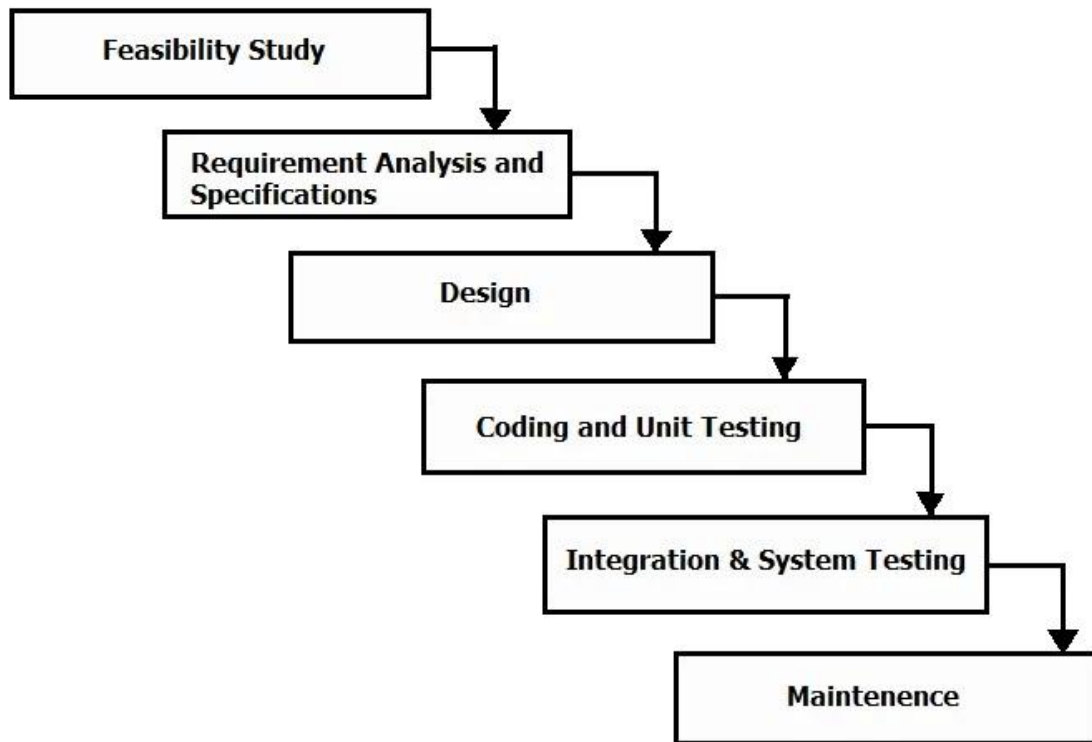 Feasibility Study
Requirement Analysis and
Specifications
Design
Coding and Unit Testing
Integration & System Testing
Maintenence